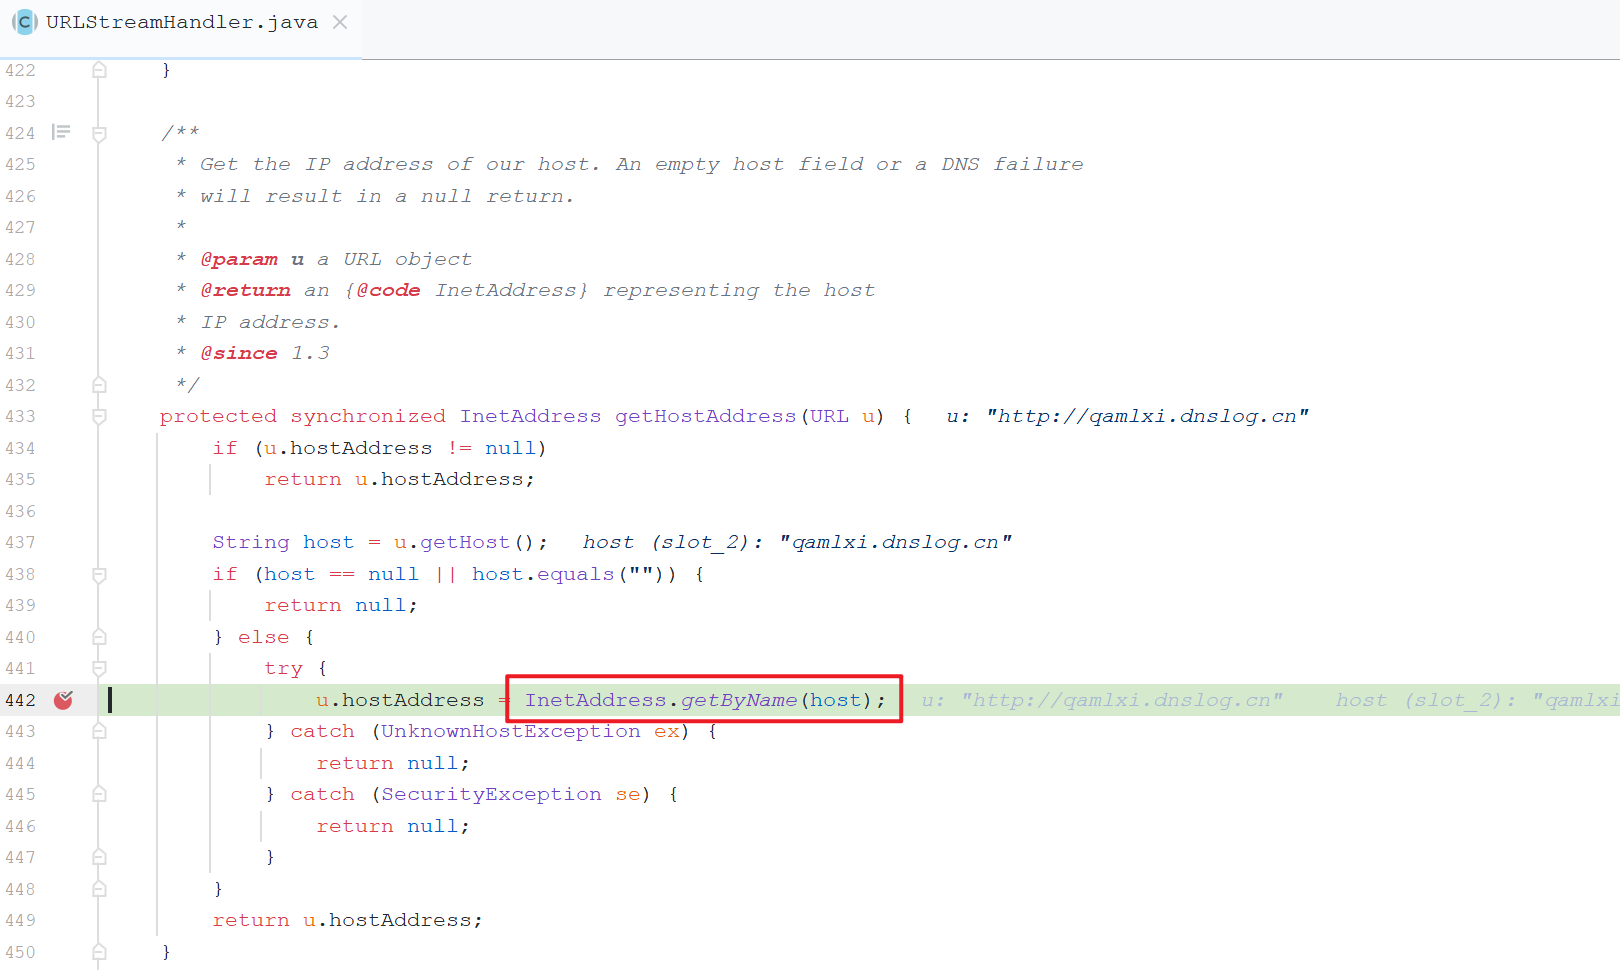 URLStreamHandler.java
422 }
423
424 /**
425 * Get the IP address of our host. An empty host field or a DNS failure
426 * will result in a null return.
427 *
428 * @param u a URL object
429 * @return an {@code InetAddress} representing the host
430 * IP address.
431 * @since 1.3
432 */
433 protected synchronized InetAddress getHostAddress(URL u) { u: "http://qamlxi.dnslog.cn"
434 if (u.hostAddress != null)
435 return u.hostAddress;
436
437 String host = u.getHost(); host (slot_2): "qamlxi.dnslog.cn"
438 if (host == null || host.equals("")) {
439 return null;
440 } else {
441 try {
442 u.hostAddress = InetAddress.getByName(host); u: "http://qamlxi.dnslog.cn" host (slot_2): "qamlxi
443 } catch (UnknownHostException ex) {
444 return null;
445 } catch (SecurityException se) {
446 return null;
447 }
448 }
449 return u.hostAddress;
450 }